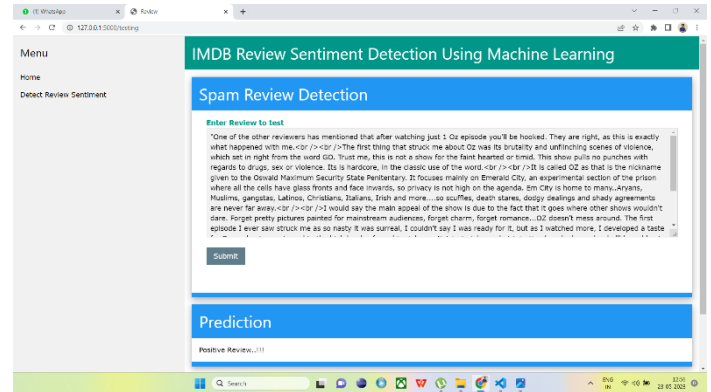 (1) WhatsApp
Review
127.0.0.1:5000/testing
Menu
Home
Detect Review Sentiment
IMDB Review Sentiment Detection Using Machine Learning
Spam Review Detection
Enter Review to test
"One of the other reviewers has mentioned that after watching just 1 Oz episode you'll be hooked. They are right, as this is exactly
what happened with me.<br /><br />The first thing that struck me about Oz was its brutality and unflinching scenes of violence,
which set in right from the word GO. Trust me, this is not a show for the faint hearted or timid. This show pulls no punches with
regards to drugs, sex or violence. Its is hardcore, in the classic use of the word.<br /><br />It is called OZ as that is the nickname
given to the Oswald Maximum Security State Penitentary. It focuses mainly on Emerald City, an experimental section of the prison
where all the cells have glass fronts and face inwards, so privacy is not high on the agenda. Em City is home to many..Aryans,
Muslims, gangstas, Latinos, Christians, Italians, Irish and more....so scuffles, death stares, dodgy dealings and shady agreements
are never far away.<br /><br />I would say the main appeal of the show is due to the fact that it goes where other shows wouldn't
dare. Forget pretty pictures painted for mainstream audiences, forget charm, forget romance...OZ doesn't mess around. The first
episode I ever saw struck me as so nasty it was surreal, I couldn't say I was ready for it, but as I watched more, I developed a taste
Submit
Prediction
Positive Review..!!!
Search
ENG
IN
23-05-2023